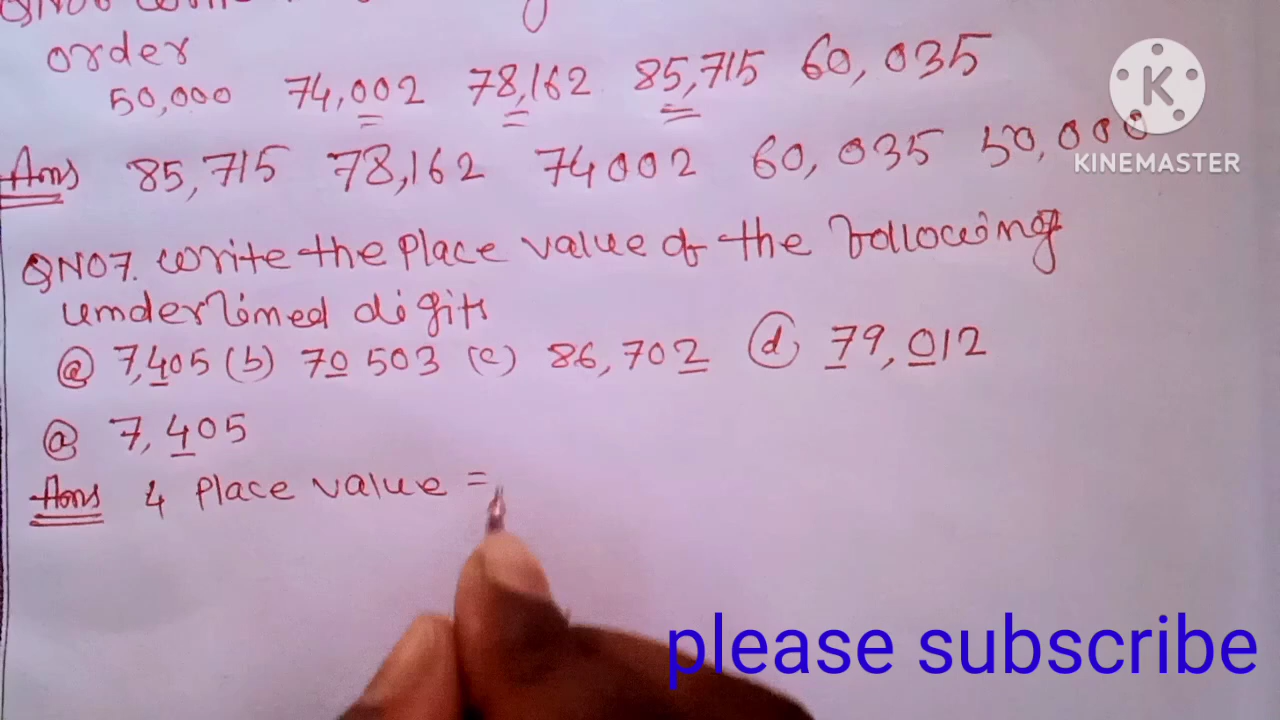 order
50,000 74,002 78,162 85,715 60,035
Ans 85,715 78,162 74002 60,035 50,000
KINEMASTER
QNO7. write the place value of the following
underlined digits
(a) 7,405 (b) 70 503 (c) 86,702 (d) 79,012
(a) 7,405
Ans 4 place value =
please subscribe